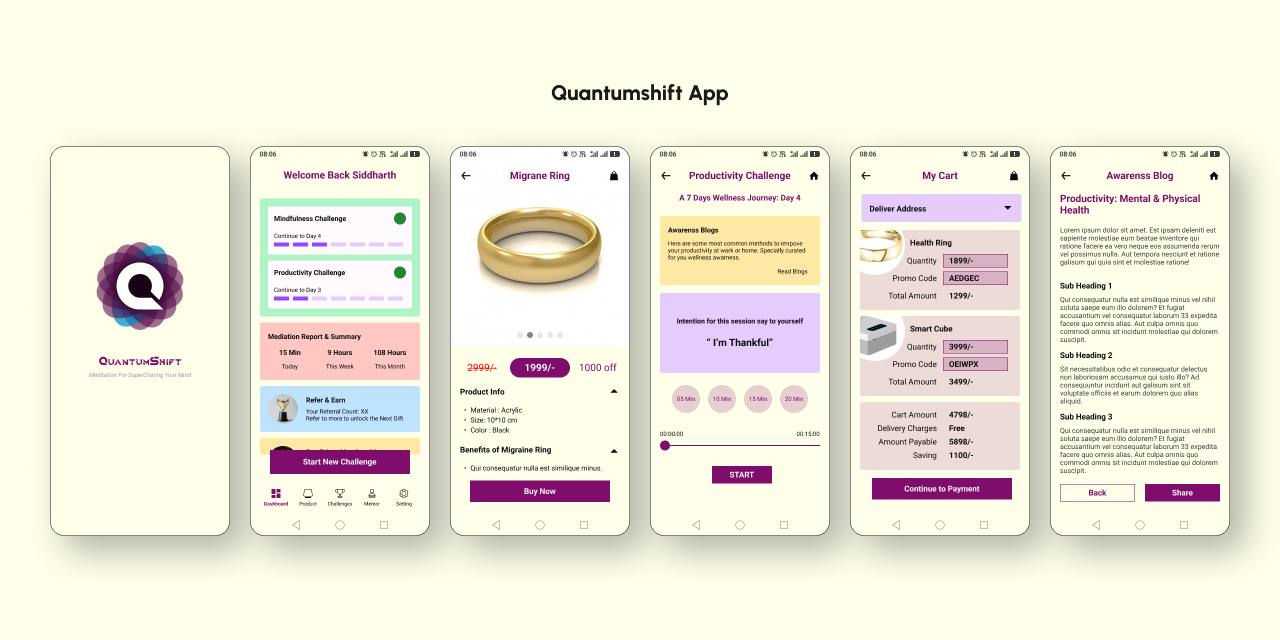 Quantumshift App
QUANTUMSHIFT
Meditation For SuperCharing Your Mind
08:06
Welcome Back Siddharth
Mindfulness Challenge
Continue to Day 4
Productivity Challenge
Continue to Day 3
Mediation Report & Summary
15 Min 9 Hours 108 Hours
Today This Week This Month
Refer & Earn
Your Referral Count: XX
Refer to more to unlock the Next Gift
Start New Challenge
Dashboard Product Challenges Mentor Setting
08:06
Migrane Ring
2999/- 1999/- 1000 off
Product Info
• Material : Acrylic
• Size: 10*10 cm
• Color : Black
Benefits of Migraine Ring
• Qui consequatur nulla est similique minus.
Buy Now
08:06
Productivity Challenge
A 7 Days Wellness Journey: Day 4
Awarenss Blogs
Here are some most common methods to imrpove
your productivity at work or home. Specially curated
for you wellness awarness.
Read Blogs
Intention for this session say to yourself
“ I’m Thankful”
05 Min 10 Min 15 Min 20 Min
00:00:00 00:15:00
START
08:06
My Cart
Deliver Address
Health Ring
Quantity 1899/-
Promo Code AEDGEC
Total Amount 1299/-
Smart Cube
Quantity 3999/-
Promo Code OEIWPX
Total Amount 3499/-
Cart Amount 4798/-
Delivery Charges Free
Amount Payable 5898/-
Saving 1100/-
Continue to Payment
08:06
Awarenss Blog
Productivity: Mental & Physical
Health
Lorem ipsum dolor sit amet. Est ipsam deleniti est
sapiente molestiae eum beatae inventore qui
ratione facere ea vero neque eos assumenda rerum
vel possimus nulla. Aut tempora nesciunt et ratione
galisum qui quia sint et molestiae ratione!
Sub Heading 1
Qui consequatur nulla est similique minus vel nihil
soluta saepe eum illo dolorem? Et fugiat
accusantium vel consequatur laborum 33 expedita
facere quo omnis alias. Aut culpa omnis quo
commodi omnis sit incidunt molestiae qui dolorem
suscipit.
Sub Heading 2
Sit necessitatibus odio et consequatur delectus
non laboriosam accusamus qui iusto illo? Ad
consequuntur incidunt aut galisum sint sit
voluptate officiis et earum dolorem quo alias
aliquid.
Sub Heading 3
Qui consequatur nulla est similique minus vel nihil
soluta saepe eum illo dolorem? Et fugiat
accusantium vel consequatur laborum 33 expedita
facere quo omnis alias. Aut culpa omnis quo
commodi omnis sit incidunt molestiae qui dolorem
suscipit.
Back Share